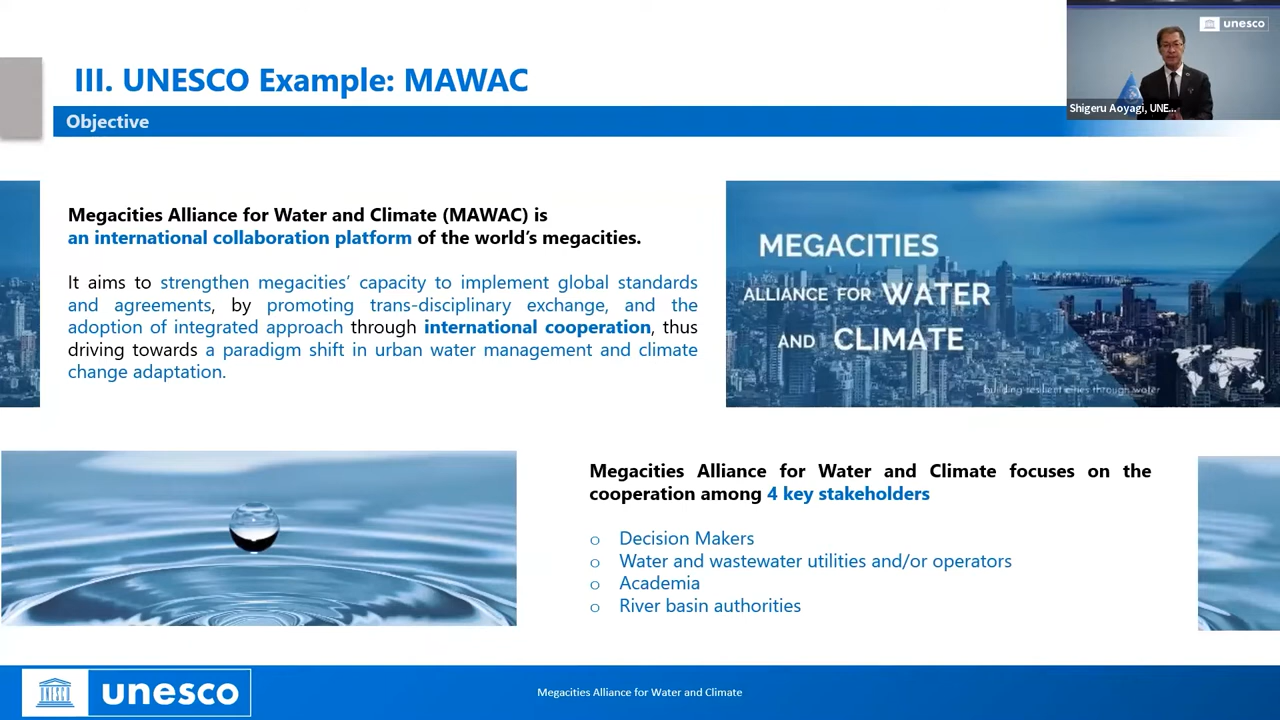 III. UNESCO Example: MAWAC
unesco
Shigeru Aoyagi, UNE...
Objective
Megacities Alliance for Water and Climate (MAWAC) is
an international collaboration platform of the world's megacities.
It aims to strengthen megacities' capacity to implement global standards
and agreements, by promoting trans-disciplinary exchange, and the
adoption of integrated approach through international cooperation, thus
driving towards a paradigm shift in urban water management and climate
change adaptation.
MEGACITIES
ALLIANCE FOR WATER
AND CLIMATE
building resilient cities through water
Megacities Alliance for Water and Climate focuses on the
cooperation among 4 key stakeholders
o Decision Makers
o Water and wastewater utilities and/or operators
o Academia
o River basin authorities
unesco
Megacities Alliance for Water and Climate